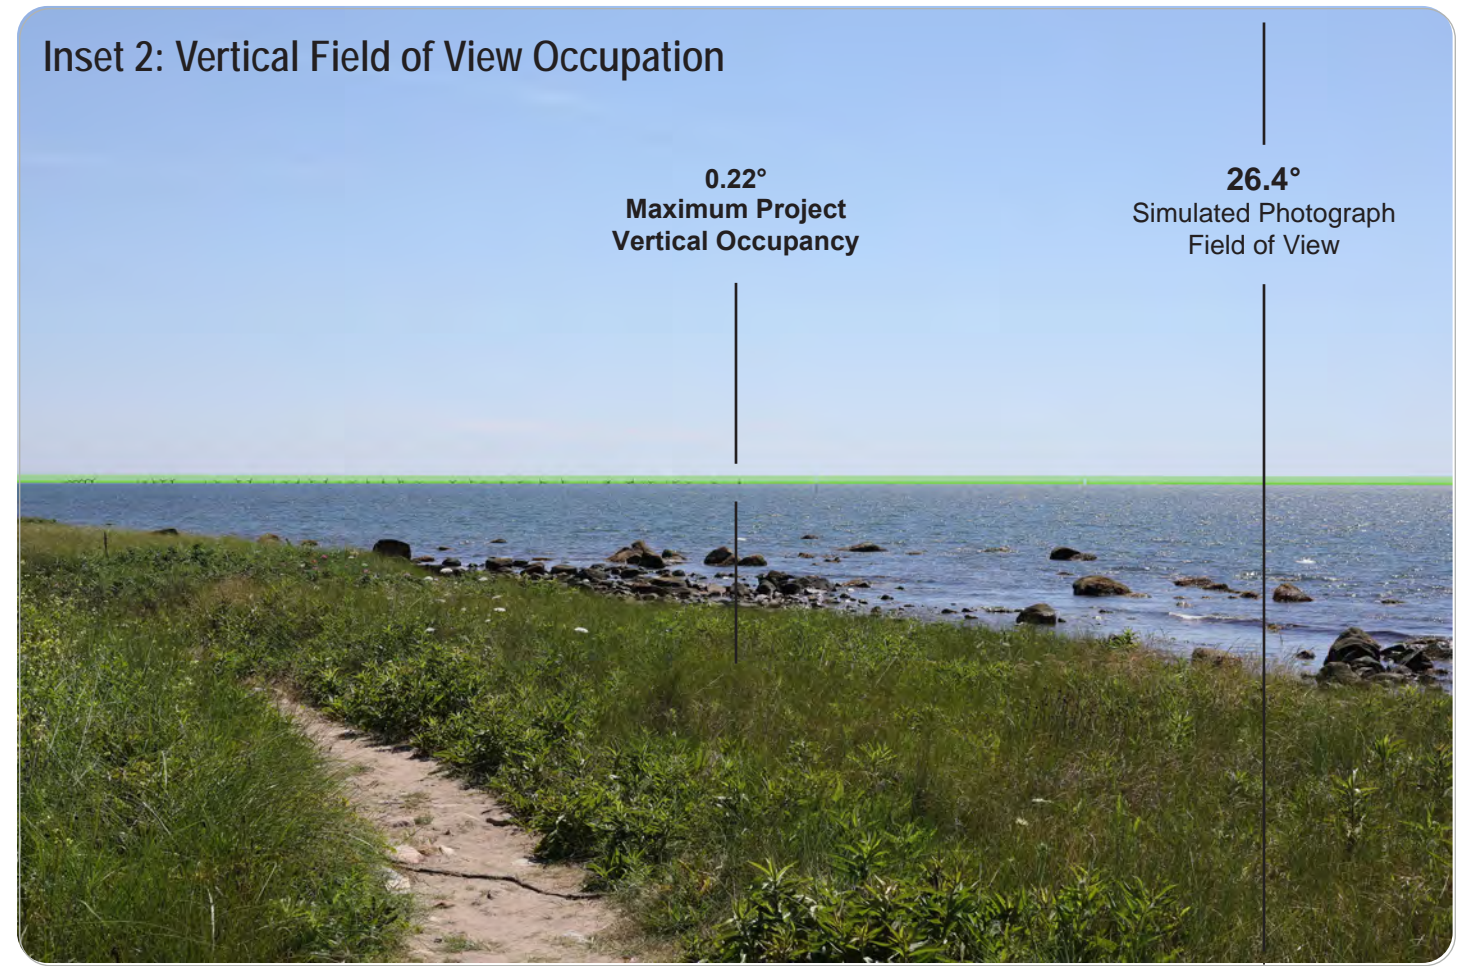 Inset 2: Vertical Field of View Occupation
0.22°
Maximum Project
Vertical Occupancy
26.4°
Simulated Photograph
Field of View